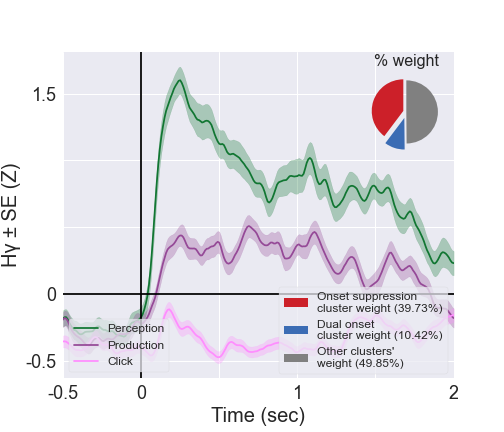 % weight
1.5
0
-0.5
Hγ ± SE (Z)
Perception
Production
Click
Onset suppression
cluster weight (39.73%)
Dual onset
cluster weight (10.42%)
Other clusters'
weight (49.85%)
-0.5
0
1
2
Time (sec)